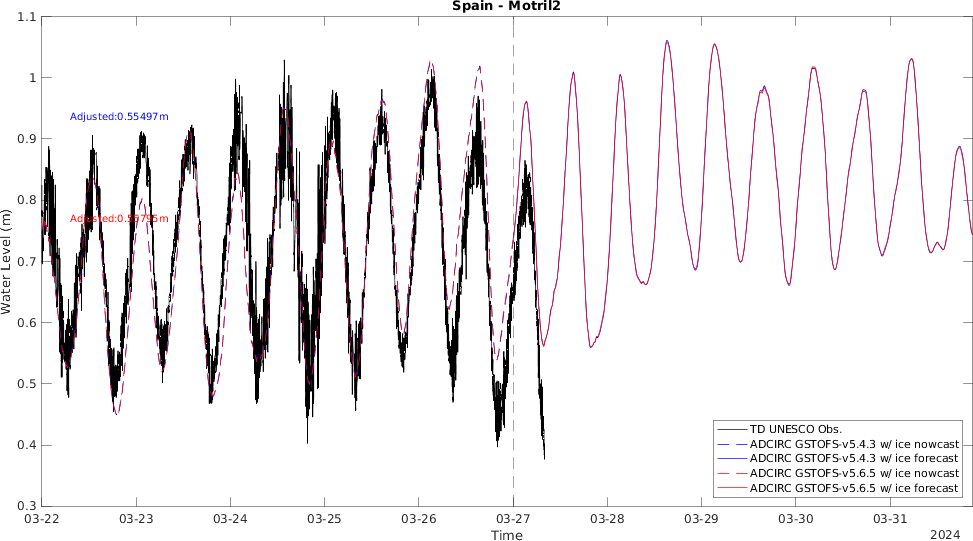 Spain - Motril2
1.1
1
0.9
0.8
0.7
0.6
0.5
0.4
0.3
Water Level (m)
Adjusted:0.55497m
Adjusted:0.55795m
03-22
03-23
03-24
03-25
03-26
03-27
03-28
03-29
03-30
03-31
Time
2024
TD UNESCO Obs.
ADCIRC GSTOFS-v5.4.3 w/ ice nowcast
ADCIRC GSTOFS-v5.4.3 w/ ice forecast
ADCIRC GSTOFS-v5.6.5 w/ ice nowcast
ADCIRC GSTOFS-v5.6.5 w/ ice forecast